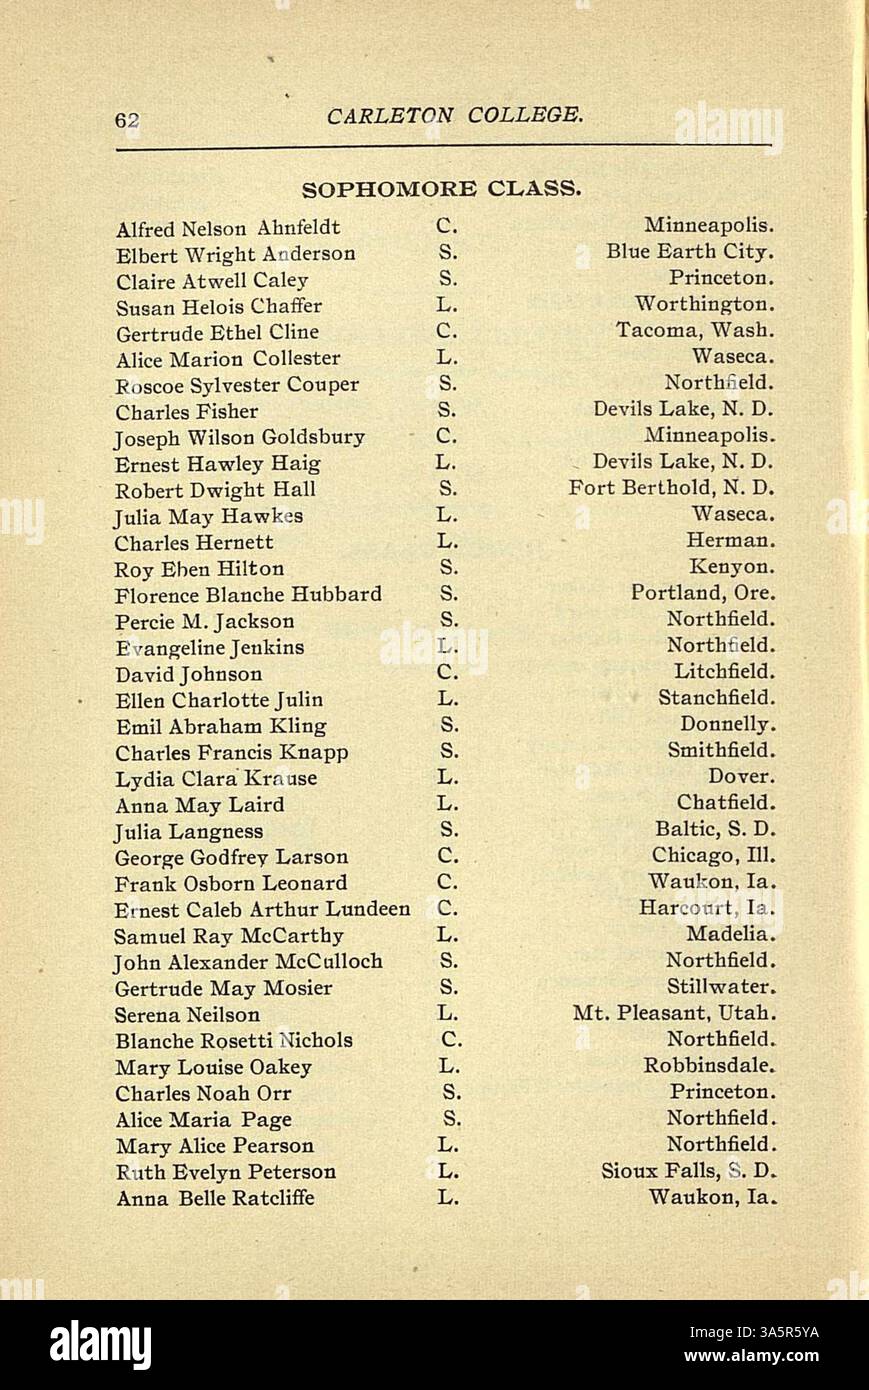 62 CARLETON COLLEGE.
SOPHOMORE CLASS.
Alfred Nelson Ahnfeldt C. Minneapolis.
Elbert Wright Anderson S. Blue Earth City.
Claire Atwell Caley S. Princeton.
Susan Helois Chaffer L. Worthington.
Gertrude Ethel Cline C. Tacoma, Wash.
Alice Marion Collester L. Waseca.
Roscoe Sylvester Couper S. Northfield.
Charles Fisher S. Devils Lake, N. D.
Joseph Wilson Goldsbury C. Minneapolis.
Ernest Hawley Haig L. Devils Lake, N. D.
Robert Dwight Hall S. Fort Berthold, N. D.
Julia May Hawkes L. Waseca.
Charles Hernett L. Herman.
Roy Eben Hilton S. Kenyon.
Florence Blanche Hubbard S. Portland, Ore.
Percie M. Jackson S. Northfield.
Evangeline Jenkins L. Northfield.
David Johnson C. Litchfield.
Ellen Charlotte Julin L. Stanchfield.
Emil Abraham Kling S. Donnelly.
Charles Francis Knapp S. Smithfield.
Lydia Clara Krause L. Dover.
Anna May Laird L. Chatfield.
Julia Langness S. Baltic, S. D.
George Godfrey Larson C. Chicago, Ill.
Frank Osborn Leonard C. Waukon, Ia.
Ernest Caleb Arthur Lundeen C. Harcourt, Ia.
Samuel Ray McCarthy L. Madelia.
John Alexander McCulloch S. Northfield.
Gertrude May Mosier S. Stillwater.
Serena Neilson L. Mt. Pleasant, Utah.
Blanche Rosetti Nichols C. Northfield.
Mary Louise Oakey L. Robbinsdale.
Charles Noah Orr S. Princeton.
Alice Maria Page S. Northfield.
Mary Alice Pearson L. Northfield.
Ruth Evelyn Peterson L. Sioux Falls, S. D.
Anna Belle Ratcliffe L. Waukon, Ia.
alamy
Image ID: 3A5R5YA
www.alamy.com